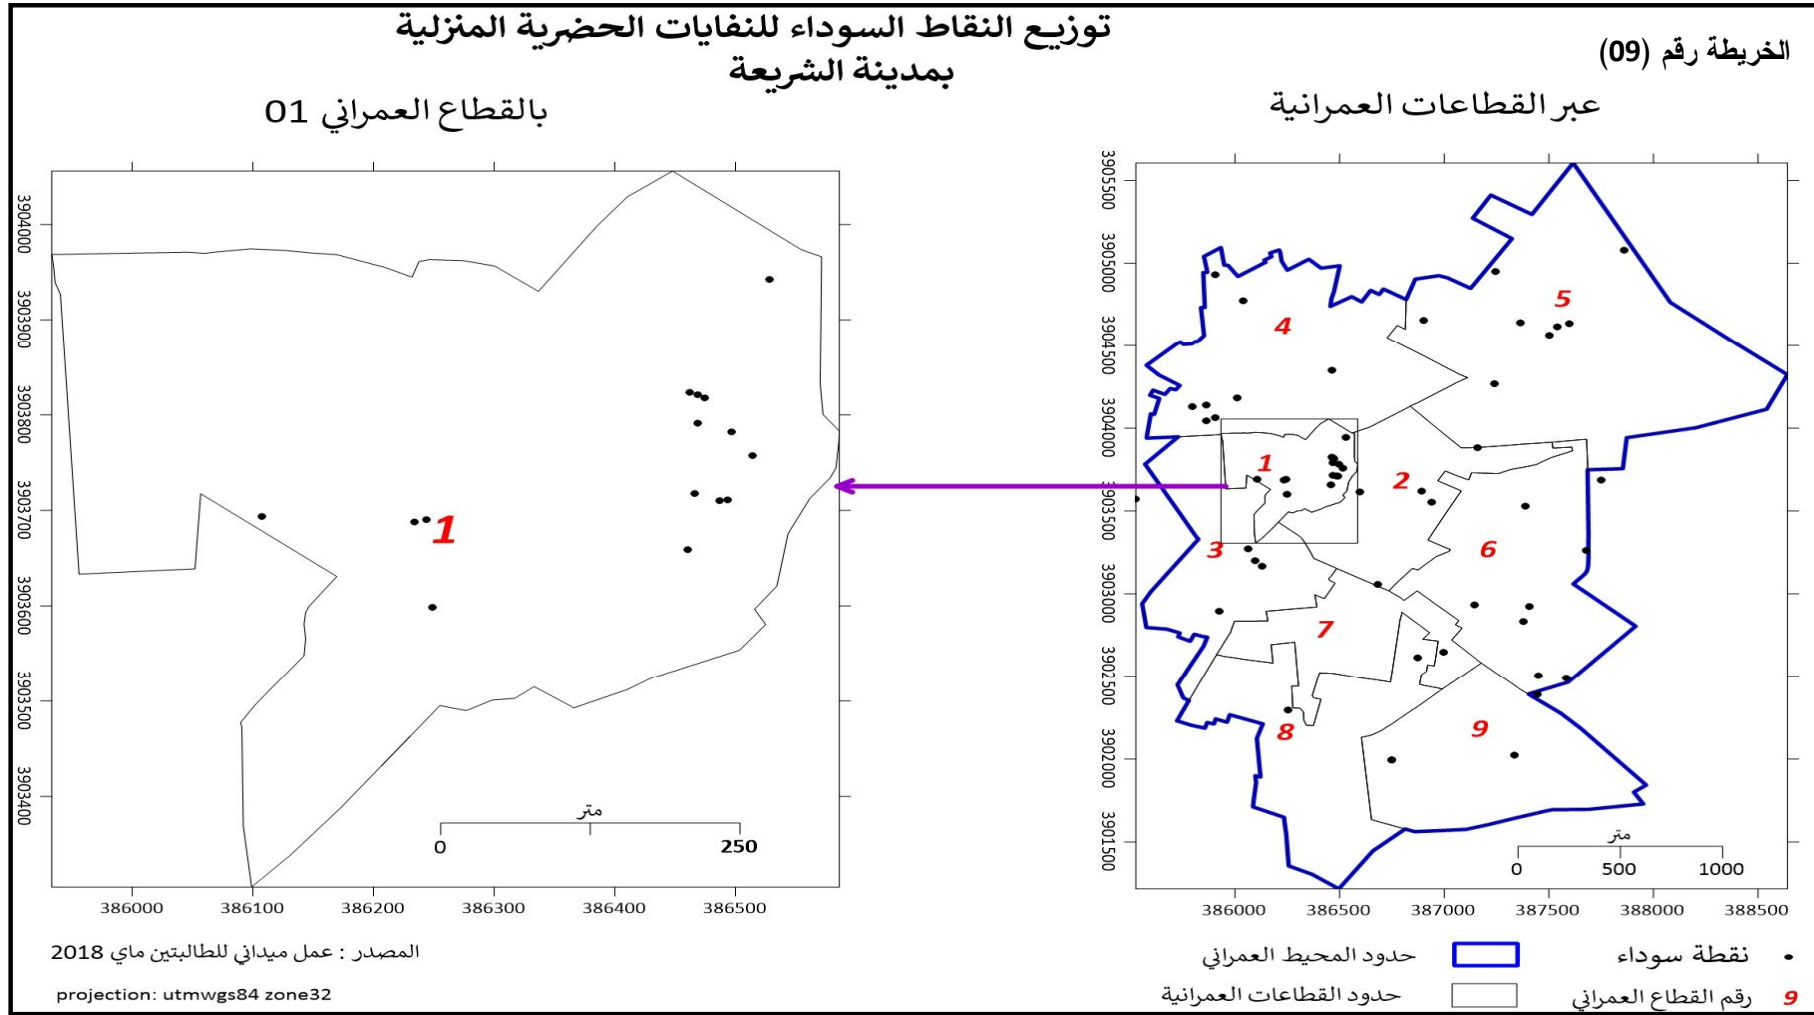 الخريطة رقم (09)
توزيع النقاط السوداء للنفايات الحضرية المنزلية
بمدينة الشريعة
عبر القطاعات العمرانية
بالقطاع العمراني 01
3905500
3905000
3904500
3904000
3903500
3903000
3902500
3902000
3901500
386000 386500 387000 387500 388000 388500
5
4
1
2
3
6
7
8
9
متر
0 500 1000
3904000
3903900
3903800
3903700
3903600
3903500
3903400
386000 386100 386200 386300 386400 386500
1
متر
0 250
نقطة سوداء
حدود المحيط العمراني
9 رقم القطاع العمراني
حدود القطاعات العمرانية
المصدر : عمل ميداني للطالبتين ماي 2018
projection: utmwgs84 zone32